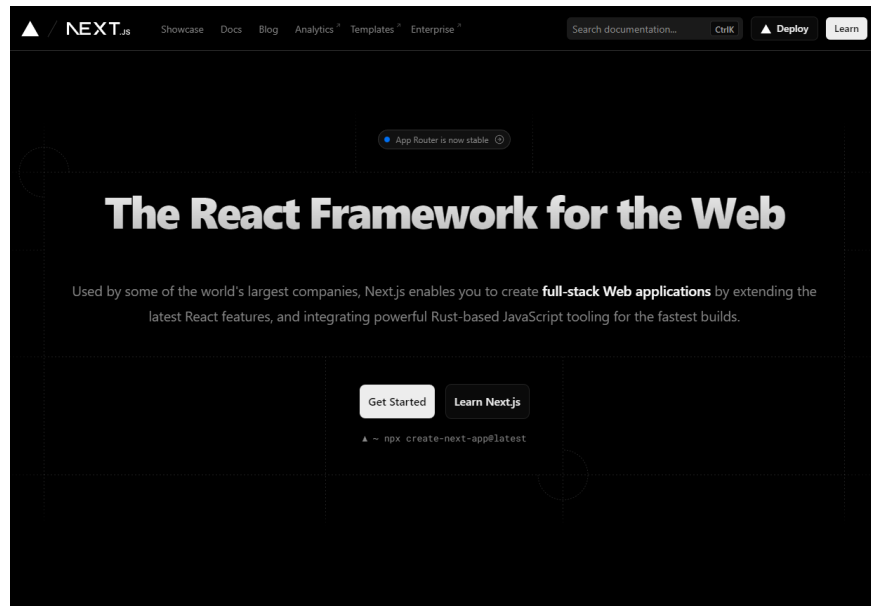 NEXT.JS Showcase Docs Blog Analytics Templates Enterprise Search documentation... CtrlK Deploy Learn
App Router is now stable
The React Framework for the Web
Used by some of the world's largest companies, Next.js enables you to create full-stack Web applications by extending the
latest React features, and integrating powerful Rust-based JavaScript tooling for the fastest builds.
Get Started Learn Next.js
▲ ~ npx create-next-app@latest